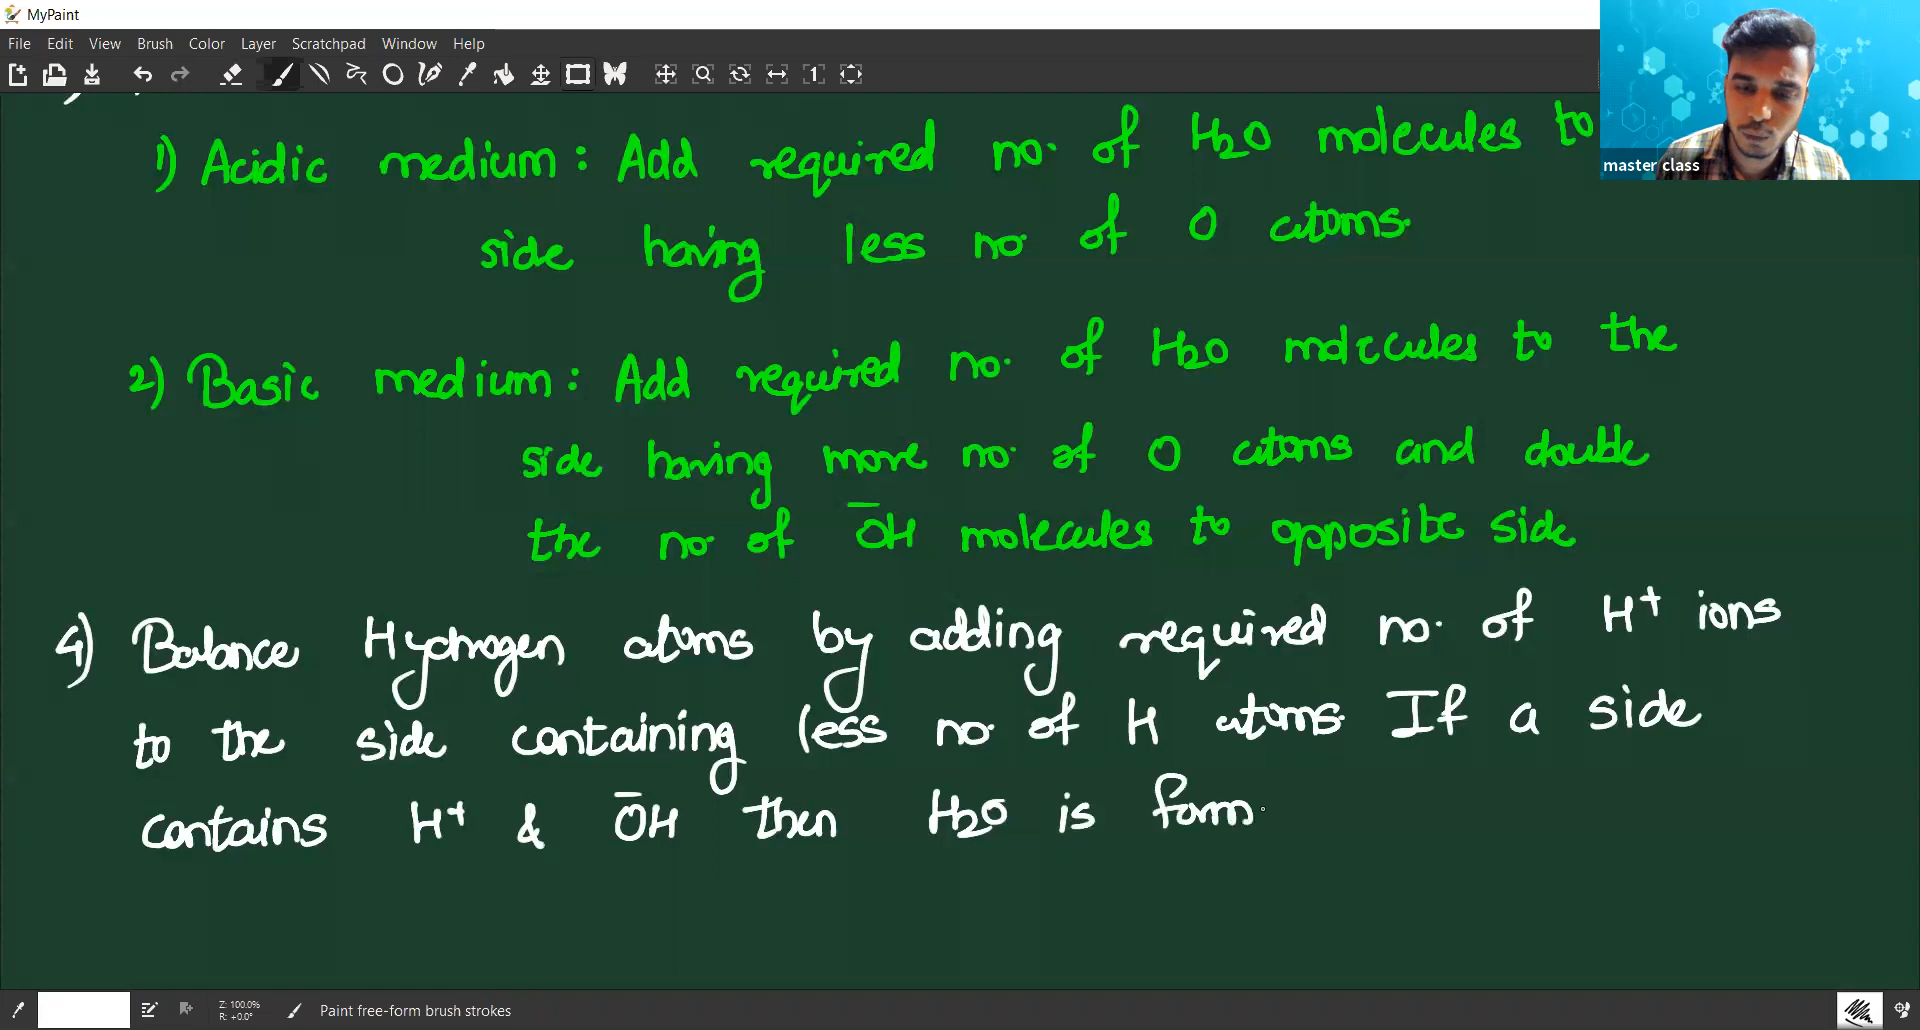 MyPaint
File Edit View Brush Color Layer Scratchpad Window Help
1) Acidic medium: Add required no. of H2O molecules to
side having less no of O atoms.
master class
2) Basic medium: Add required no. of H2O molecules to the
side having more no. of O atoms and double
the no. of ŌH molecules to opposite side
4) Balance Hydrogen atoms by adding required no. of H⁺ ions
to the side containing less no. of H atoms. If a side
contains H⁺ & ŌH then H2O is form
Z: 100.0%
R: +0.0°
Paint free-form brush strokes